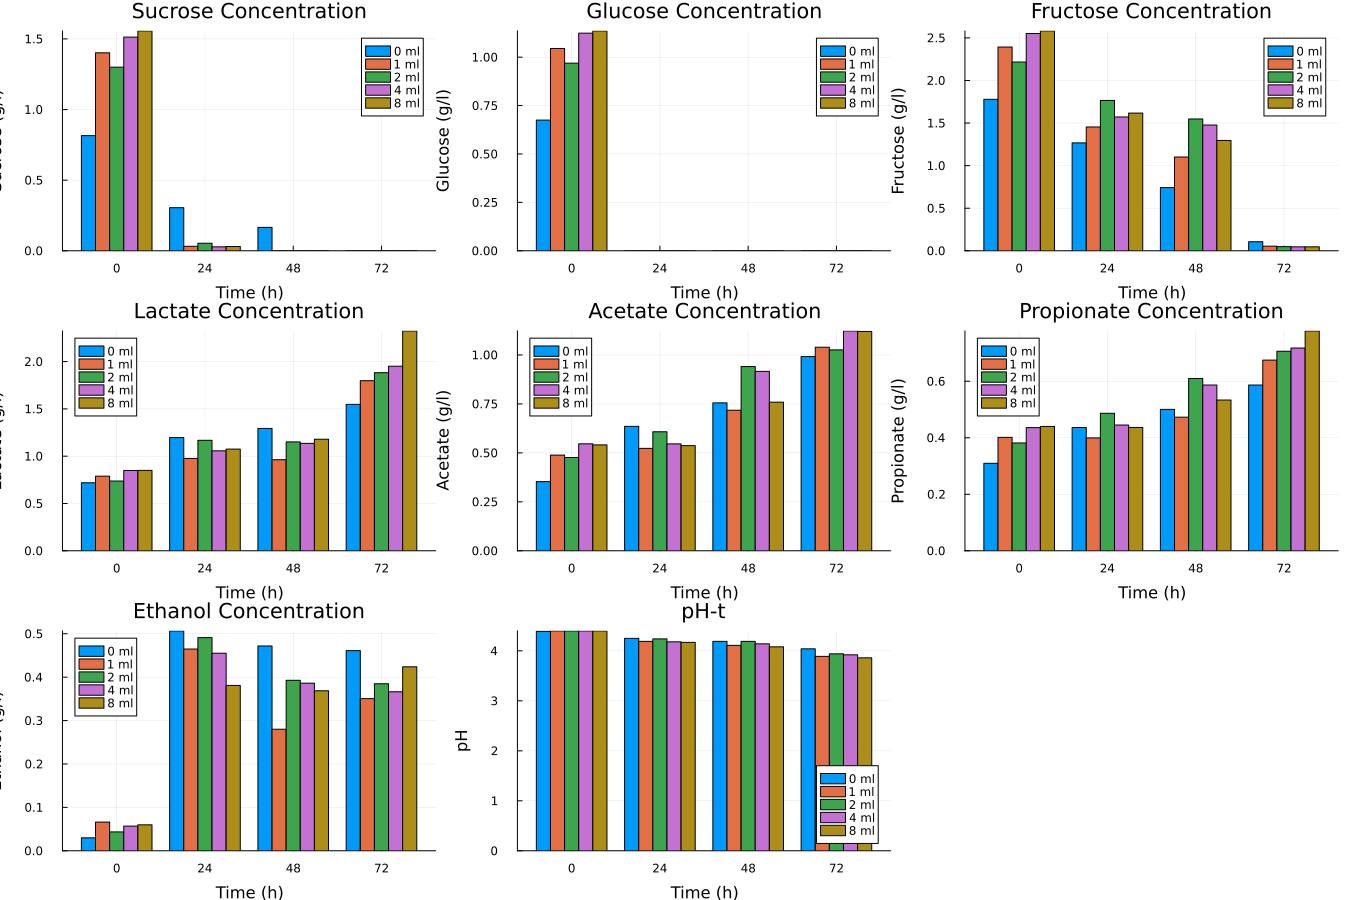 Sucrose Concentration
1.5
1.0
0.5
0.0
0 24 48 72
Time (h)
0 ml
1 ml
2 ml
4 ml
8 ml
Glucose Concentration
Glucose (g/l)
1.00
0.75
0.50
0.25
0.00
0 24 48 72
Time (h)
0 ml
1 ml
2 ml
4 ml
8 ml
Fructose Concentration
Fructose (g/l)
2.5
2.0
1.5
1.0
0.5
0.0
0 24 48 72
Time (h)
0 ml
1 ml
2 ml
4 ml
8 ml
Lactate Concentration
2.0
1.5
1.0
0.5
0.0
0 24 48 72
Time (h)
0 ml
1 ml
2 ml
4 ml
8 ml
Acetate Concentration
Acetate (g/l)
1.00
0.75
0.50
0.25
0.00
0 24 48 72
Time (h)
0 ml
1 ml
2 ml
4 ml
8 ml
Propionate Concentration
Propionate (g/l)
0.6
0.4
0.2
0.0
0 24 48 72
Time (h)
0 ml
1 ml
2 ml
4 ml
8 ml
Ethanol Concentration
0.5
0.4
0.3
0.2
0.1
0.0
0 24 48 72
Time (h)
0 ml
1 ml
2 ml
4 ml
8 ml
pH-t
pH
4
3
2
1
0
0 24 48 72
Time (h)
0 ml
1 ml
2 ml
4 ml
8 ml